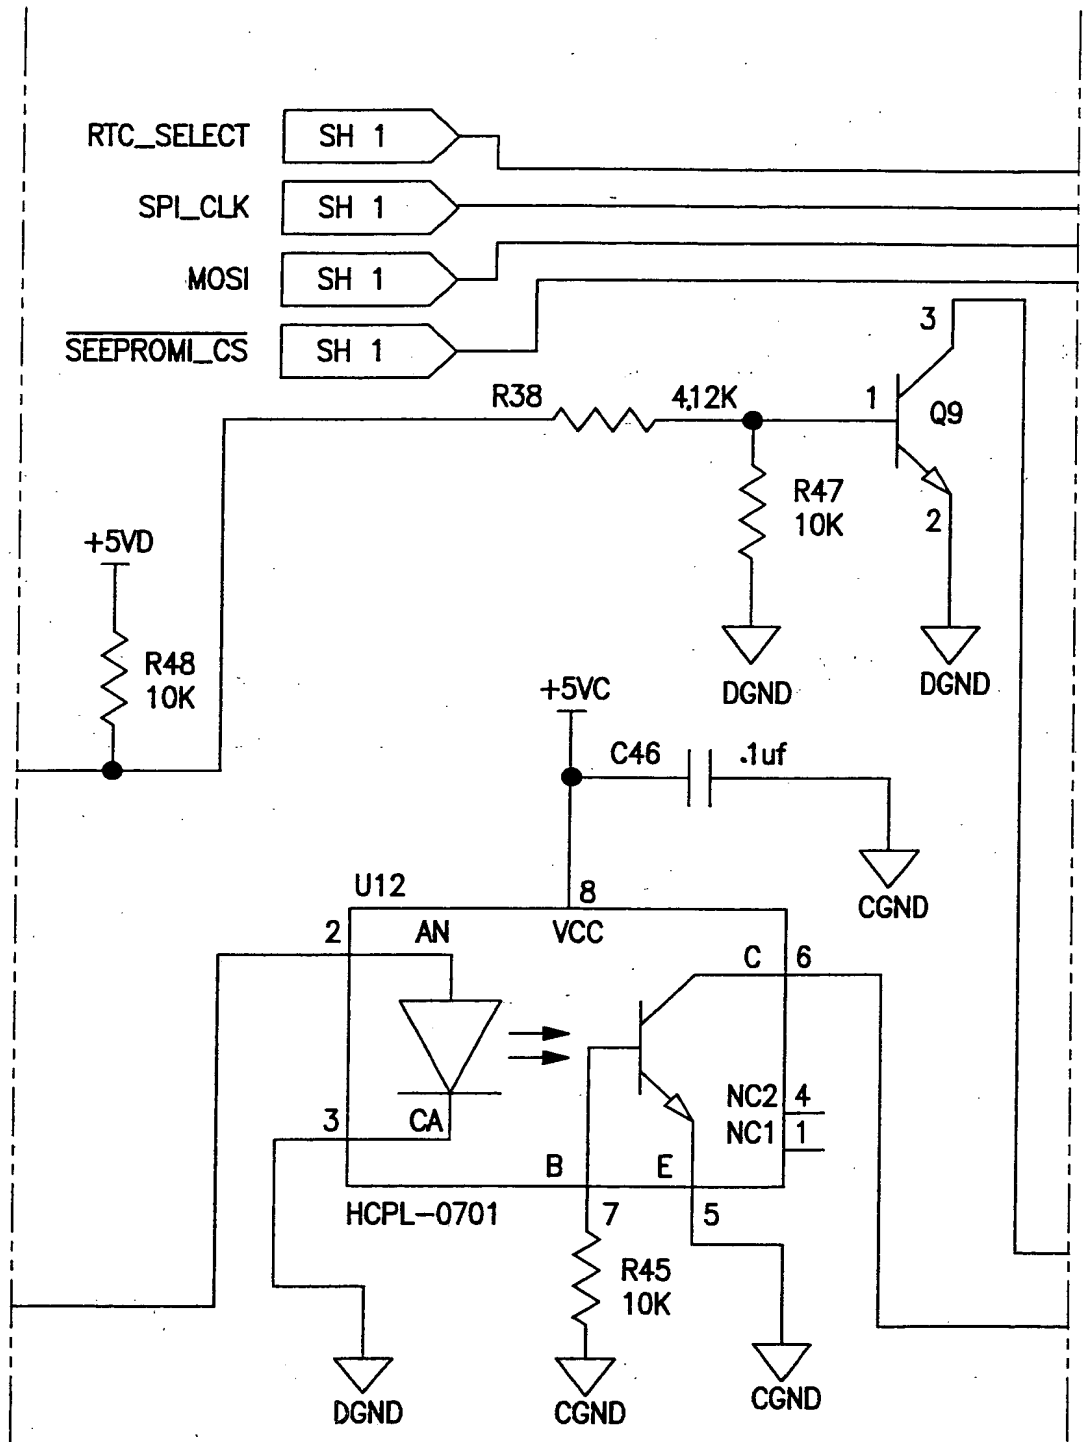 RTC_SELECT SH 1
SPI_CLK SH 1
MOSI SH 1
SEEPROMI_CS SH 1
3
R38 4.12K 1 Q9
R47
10K
2
+5VD
R48
10K
DGND
DGND
+5VC
C46 .1uf
CGND
U12 8
2 AN VCC
C 6
NC2 4
3 CA NC1 1
B E
HCPL-0701 7 5
R45
10K
DGND
CGND
CGND